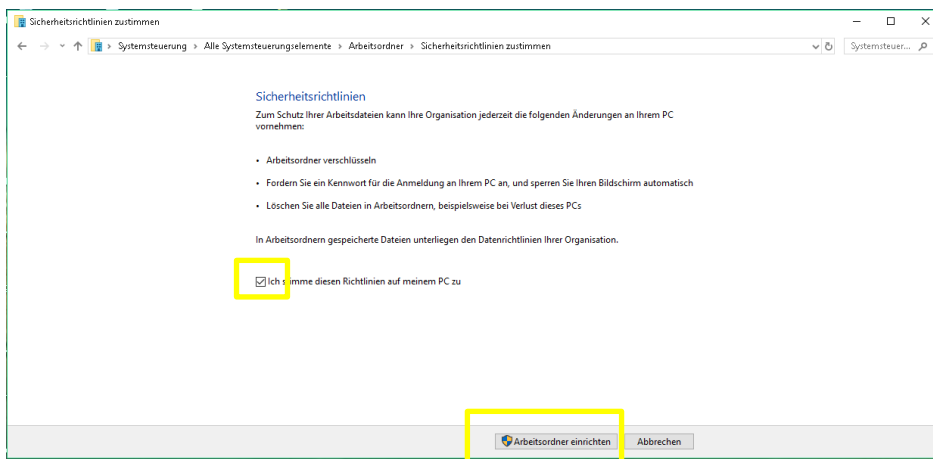 Sicherheitsrichtlinien zustimmen
Systemsteuerung > Alle Systemsteuerungselemente > Arbeitsordner > Sicherheitsrichtlinien zustimmen
Systemsteuer...
Sicherheitsrichtlinien
Zum Schutz Ihrer Arbeitsdateien kann Ihre Organisation jederzeit die folgenden Änderungen an Ihrem PC
vornehmen:
• Arbeitsordner verschlüsseln
• Fordern Sie ein Kennwort für die Anmeldung an Ihrem PC an, und sperren Sie Ihren Bildschirm automatisch
• Löschen Sie alle Dateien in Arbeitsordnern, beispielsweise bei Verlust dieses PCs
In Arbeitsordnern gespeicherte Dateien unterliegen den Datenrichtlinien Ihrer Organisation.
Ich stimme diesen Richtlinien auf meinem PC zu
Arbeitsordner einrichten
Abbrechen